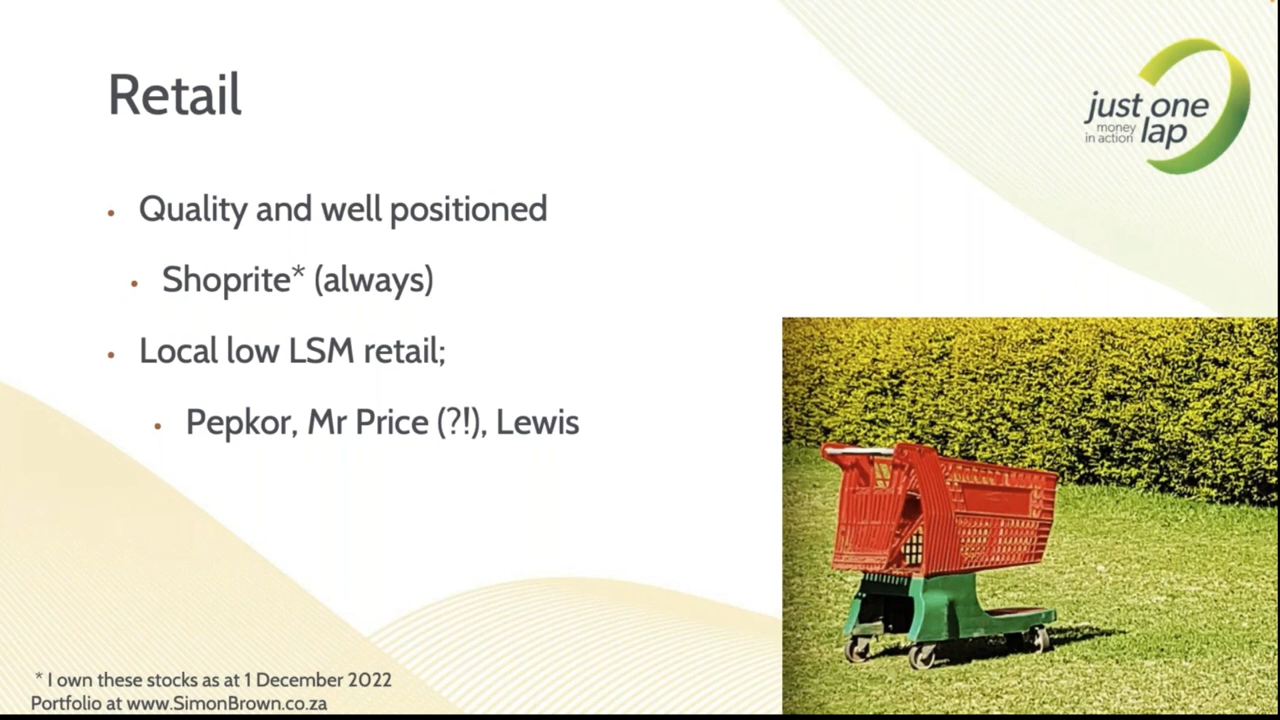 Retail
just one
money
in action lap
• Quality and well positioned
• Shoprite* (always)
• Local low LSM retail;
• Pepkor, Mr Price (?!), Lewis
* I own these stocks as at 1 December 2022
Portfolio at www.SimonBrown.co.za